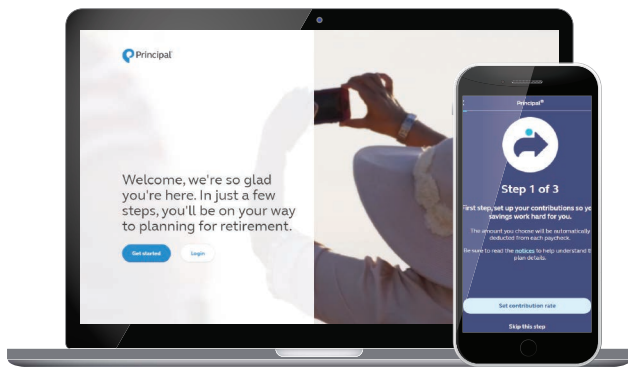 Principal
Welcome, we're so glad
you're here. In just a few
steps, you'll be on your way
to planning for retirement.
Get started
Login
Principal®
Step 1 of 3
First step, set up your contributions so yo
savings work hard for you.
The amount you choose will be automatically
deducted from each paycheck.
Be sure to read the notices to help understand th
plan details.
Set contribution rate
Skip this step